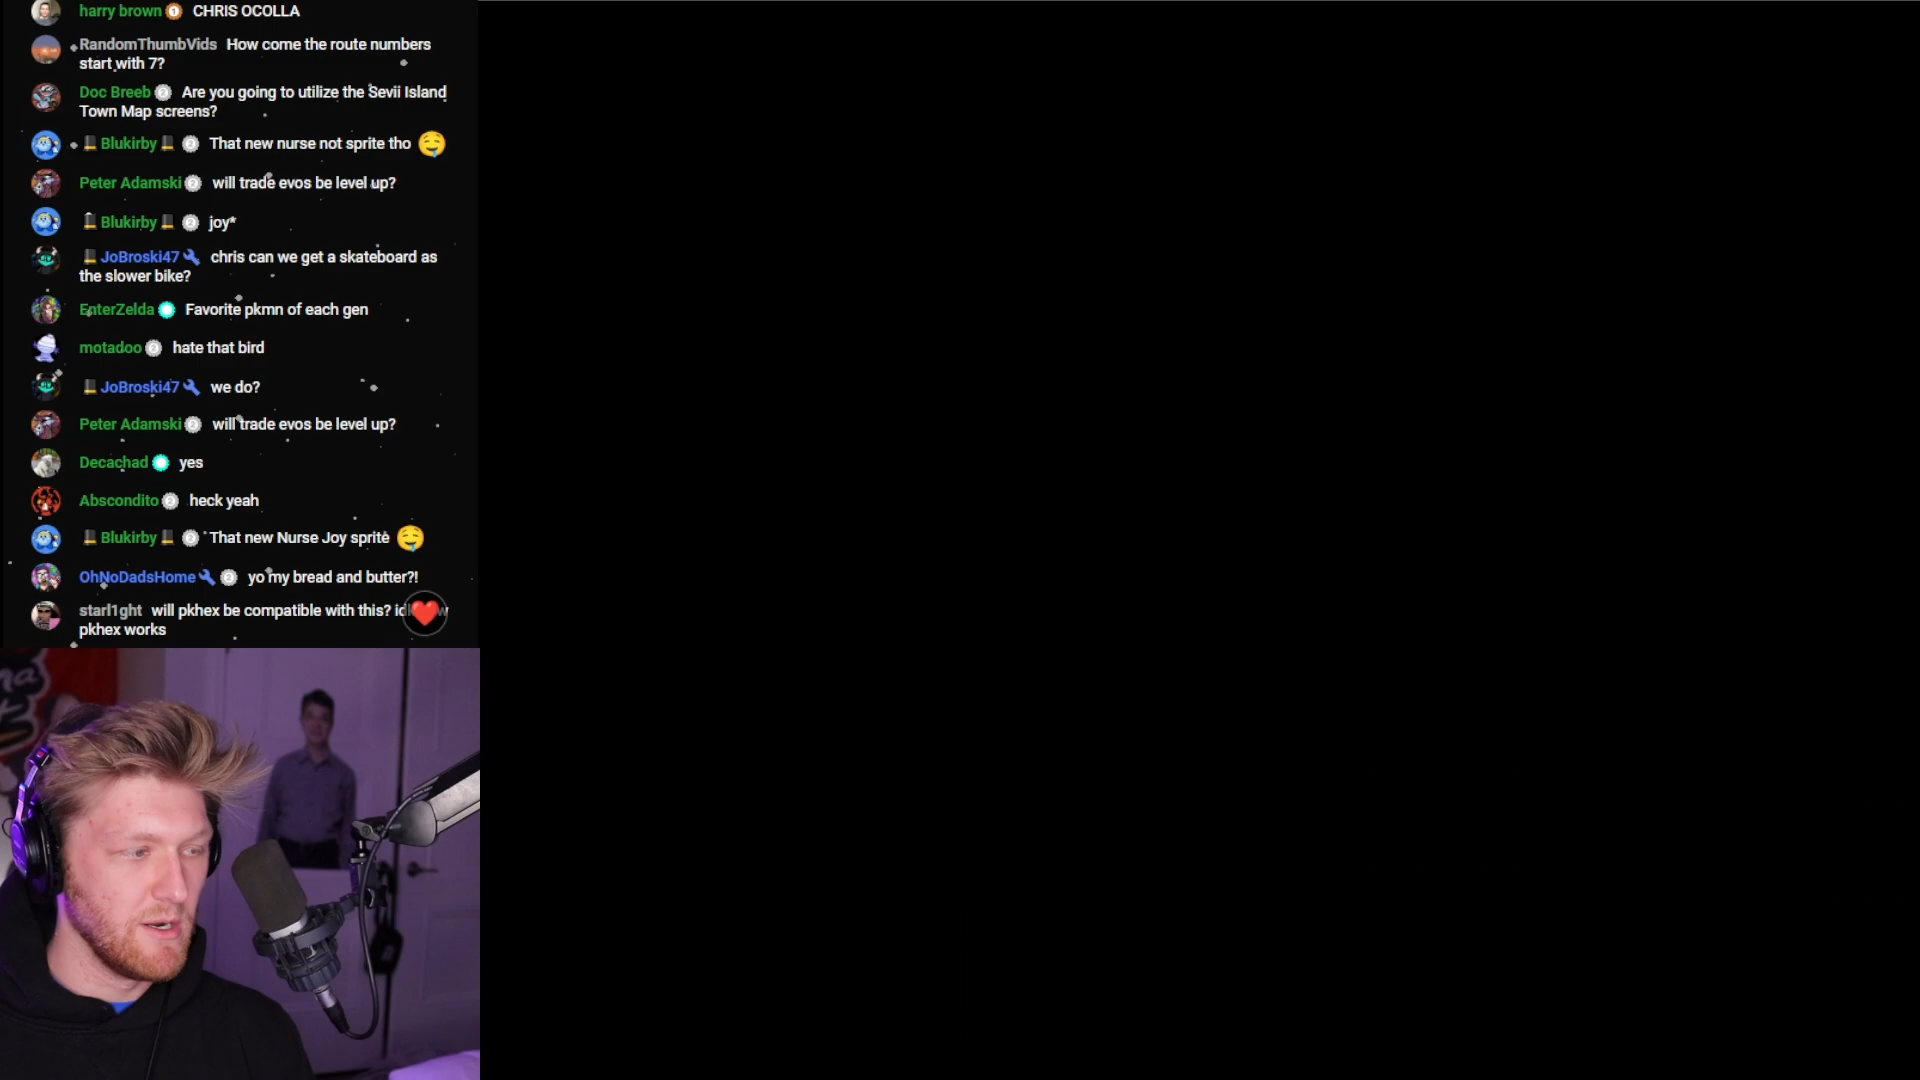 harry brown CHRIS OCOLLA
RandomThumbVids How come the route numbers
start with 7?
Doc Breeb Are you going to utilize the Sevii Island
Town Map screens?
Blukirby That new nurse not sprite tho
Peter Adamski will trade evos be level up?
Blukirby joy*
JoBroski47 chris can we get a skateboard as
the slower bike?
EnterZelda Favorite pkmn of each gen
motadoo hate that bird
JoBroski47 we do?
Peter Adamski will trade evos be level up?
Decachad yes
Abscondito heck yeah
Blukirby That new Nurse Joy sprite
OhNoDadsHome yo my bread and butter?!
starl1ght will pkhex be compatible with this?
pkhex works